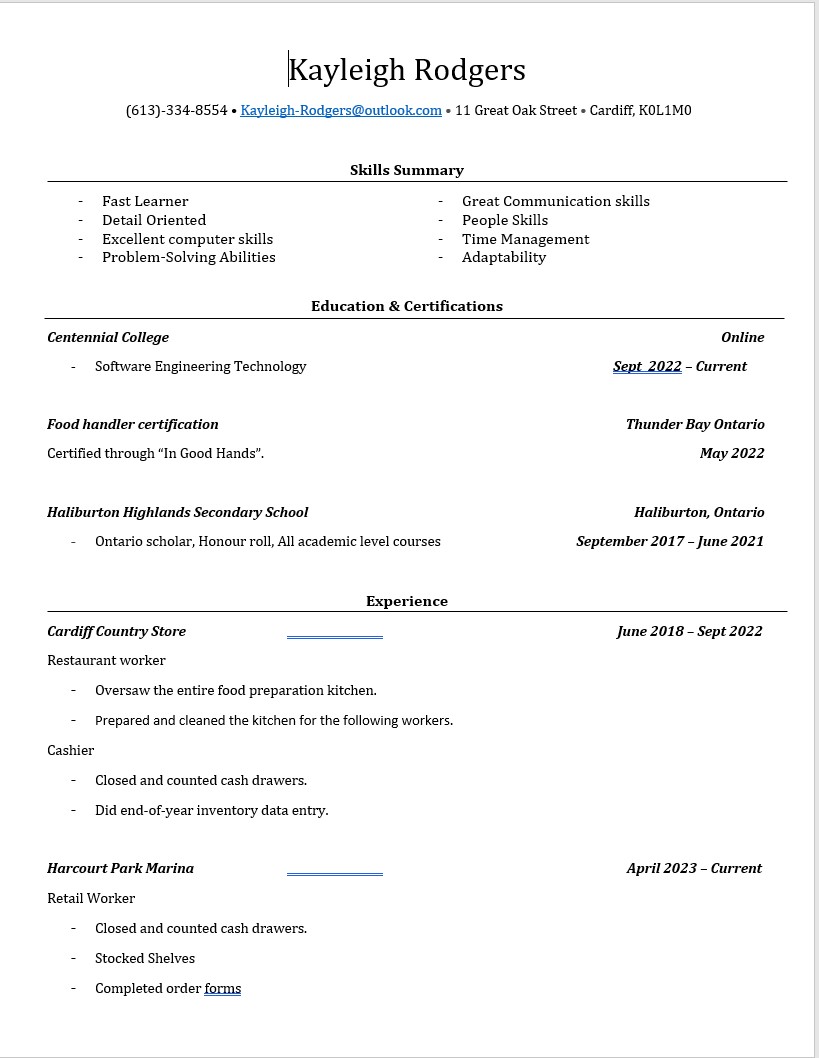 Kayleigh Rodgers
(613)-334-8554 • Kayleigh-Rodgers@outlook.com • 11 Great Oak Street • Cardiff, K0L1M0
Skills Summary
- Fast Learner
- Detail Oriented
- Excellent computer skills
- Problem-Solving Abilities
- Great Communication skills
- People Skills
- Time Management
- Adaptability
Education & Certifications
Centennial College Online
- Software Engineering Technology Sept 2022 – Current
Food handler certification Thunder Bay Ontario
Certified through “In Good Hands”. May 2022
Haliburton Highlands Secondary School Haliburton, Ontario
- Ontario scholar, Honour roll, All academic level courses September 2017 – June 2021
Experience
Cardiff Country Store June 2018 – Sept 2022
Restaurant worker
- Oversaw the entire food preparation kitchen.
- Prepared and cleaned the kitchen for the following workers.
Cashier
- Closed and counted cash drawers.
- Did end-of-year inventory data entry.
Harcourt Park Marina April 2023 – Current
Retail Worker
- Closed and counted cash drawers.
- Stocked Shelves
- Completed order forms